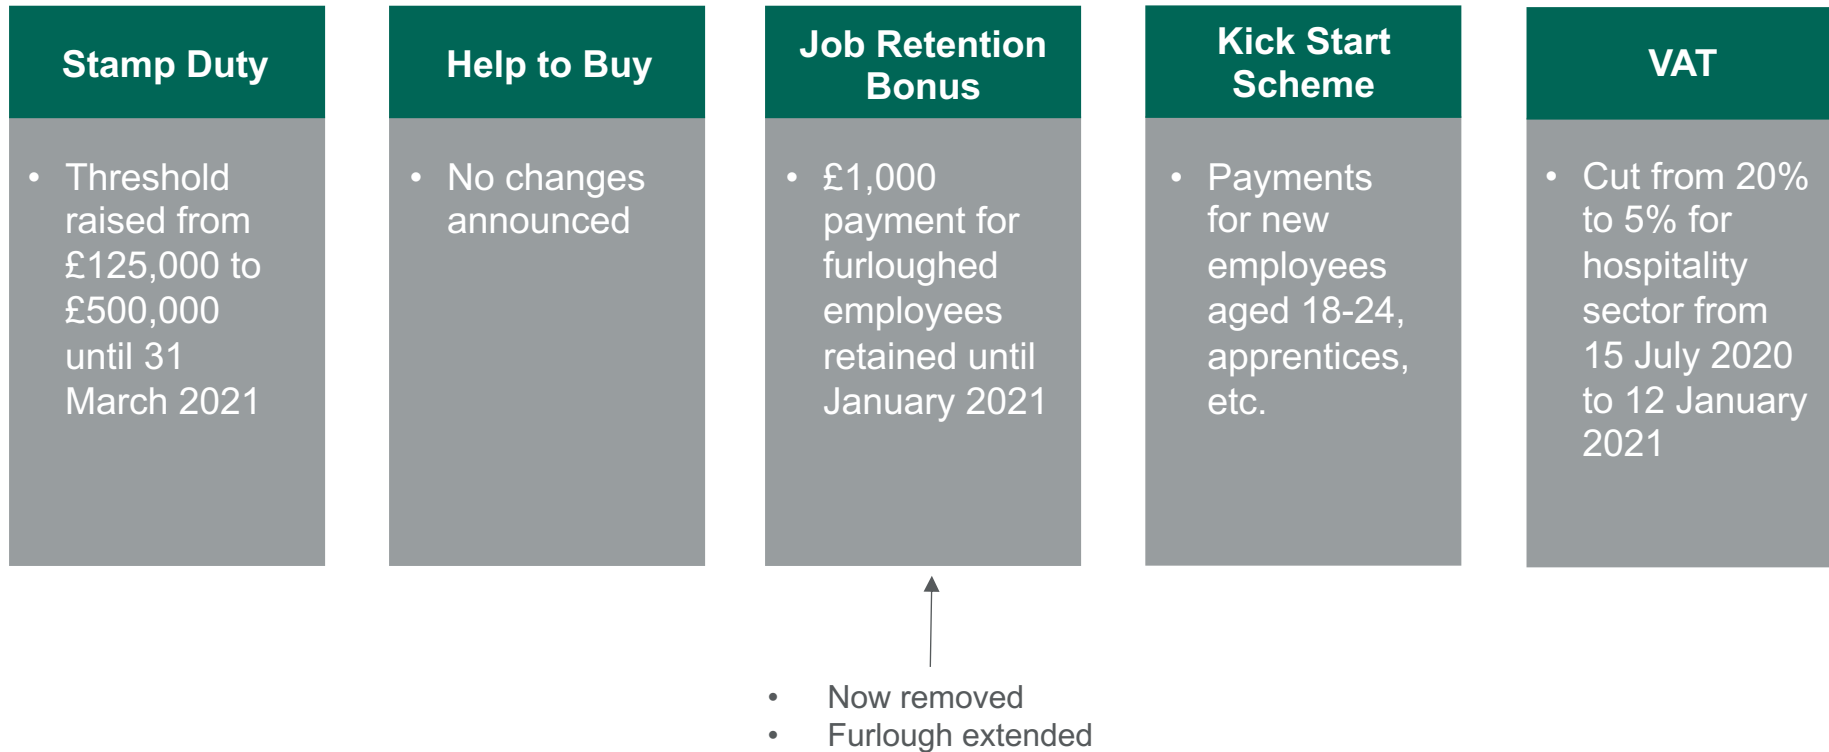 Stamp Duty
• Threshold
raised from
£125,000 to
£500,000
until 31
March 2021
Help to Buy
• No changes
announced
Job Retention
Bonus
• £1,000
payment for
furloughed
employees
retained until
January 2021
Kick Start
Scheme
• Payments
for new
employees
aged 18-24,
apprentices,
etc.
VAT
• Cut from 20%
to 5% for
hospitality
sector from
15 July 2020
to 12 January
2021
• Now removed
• Furlough extended